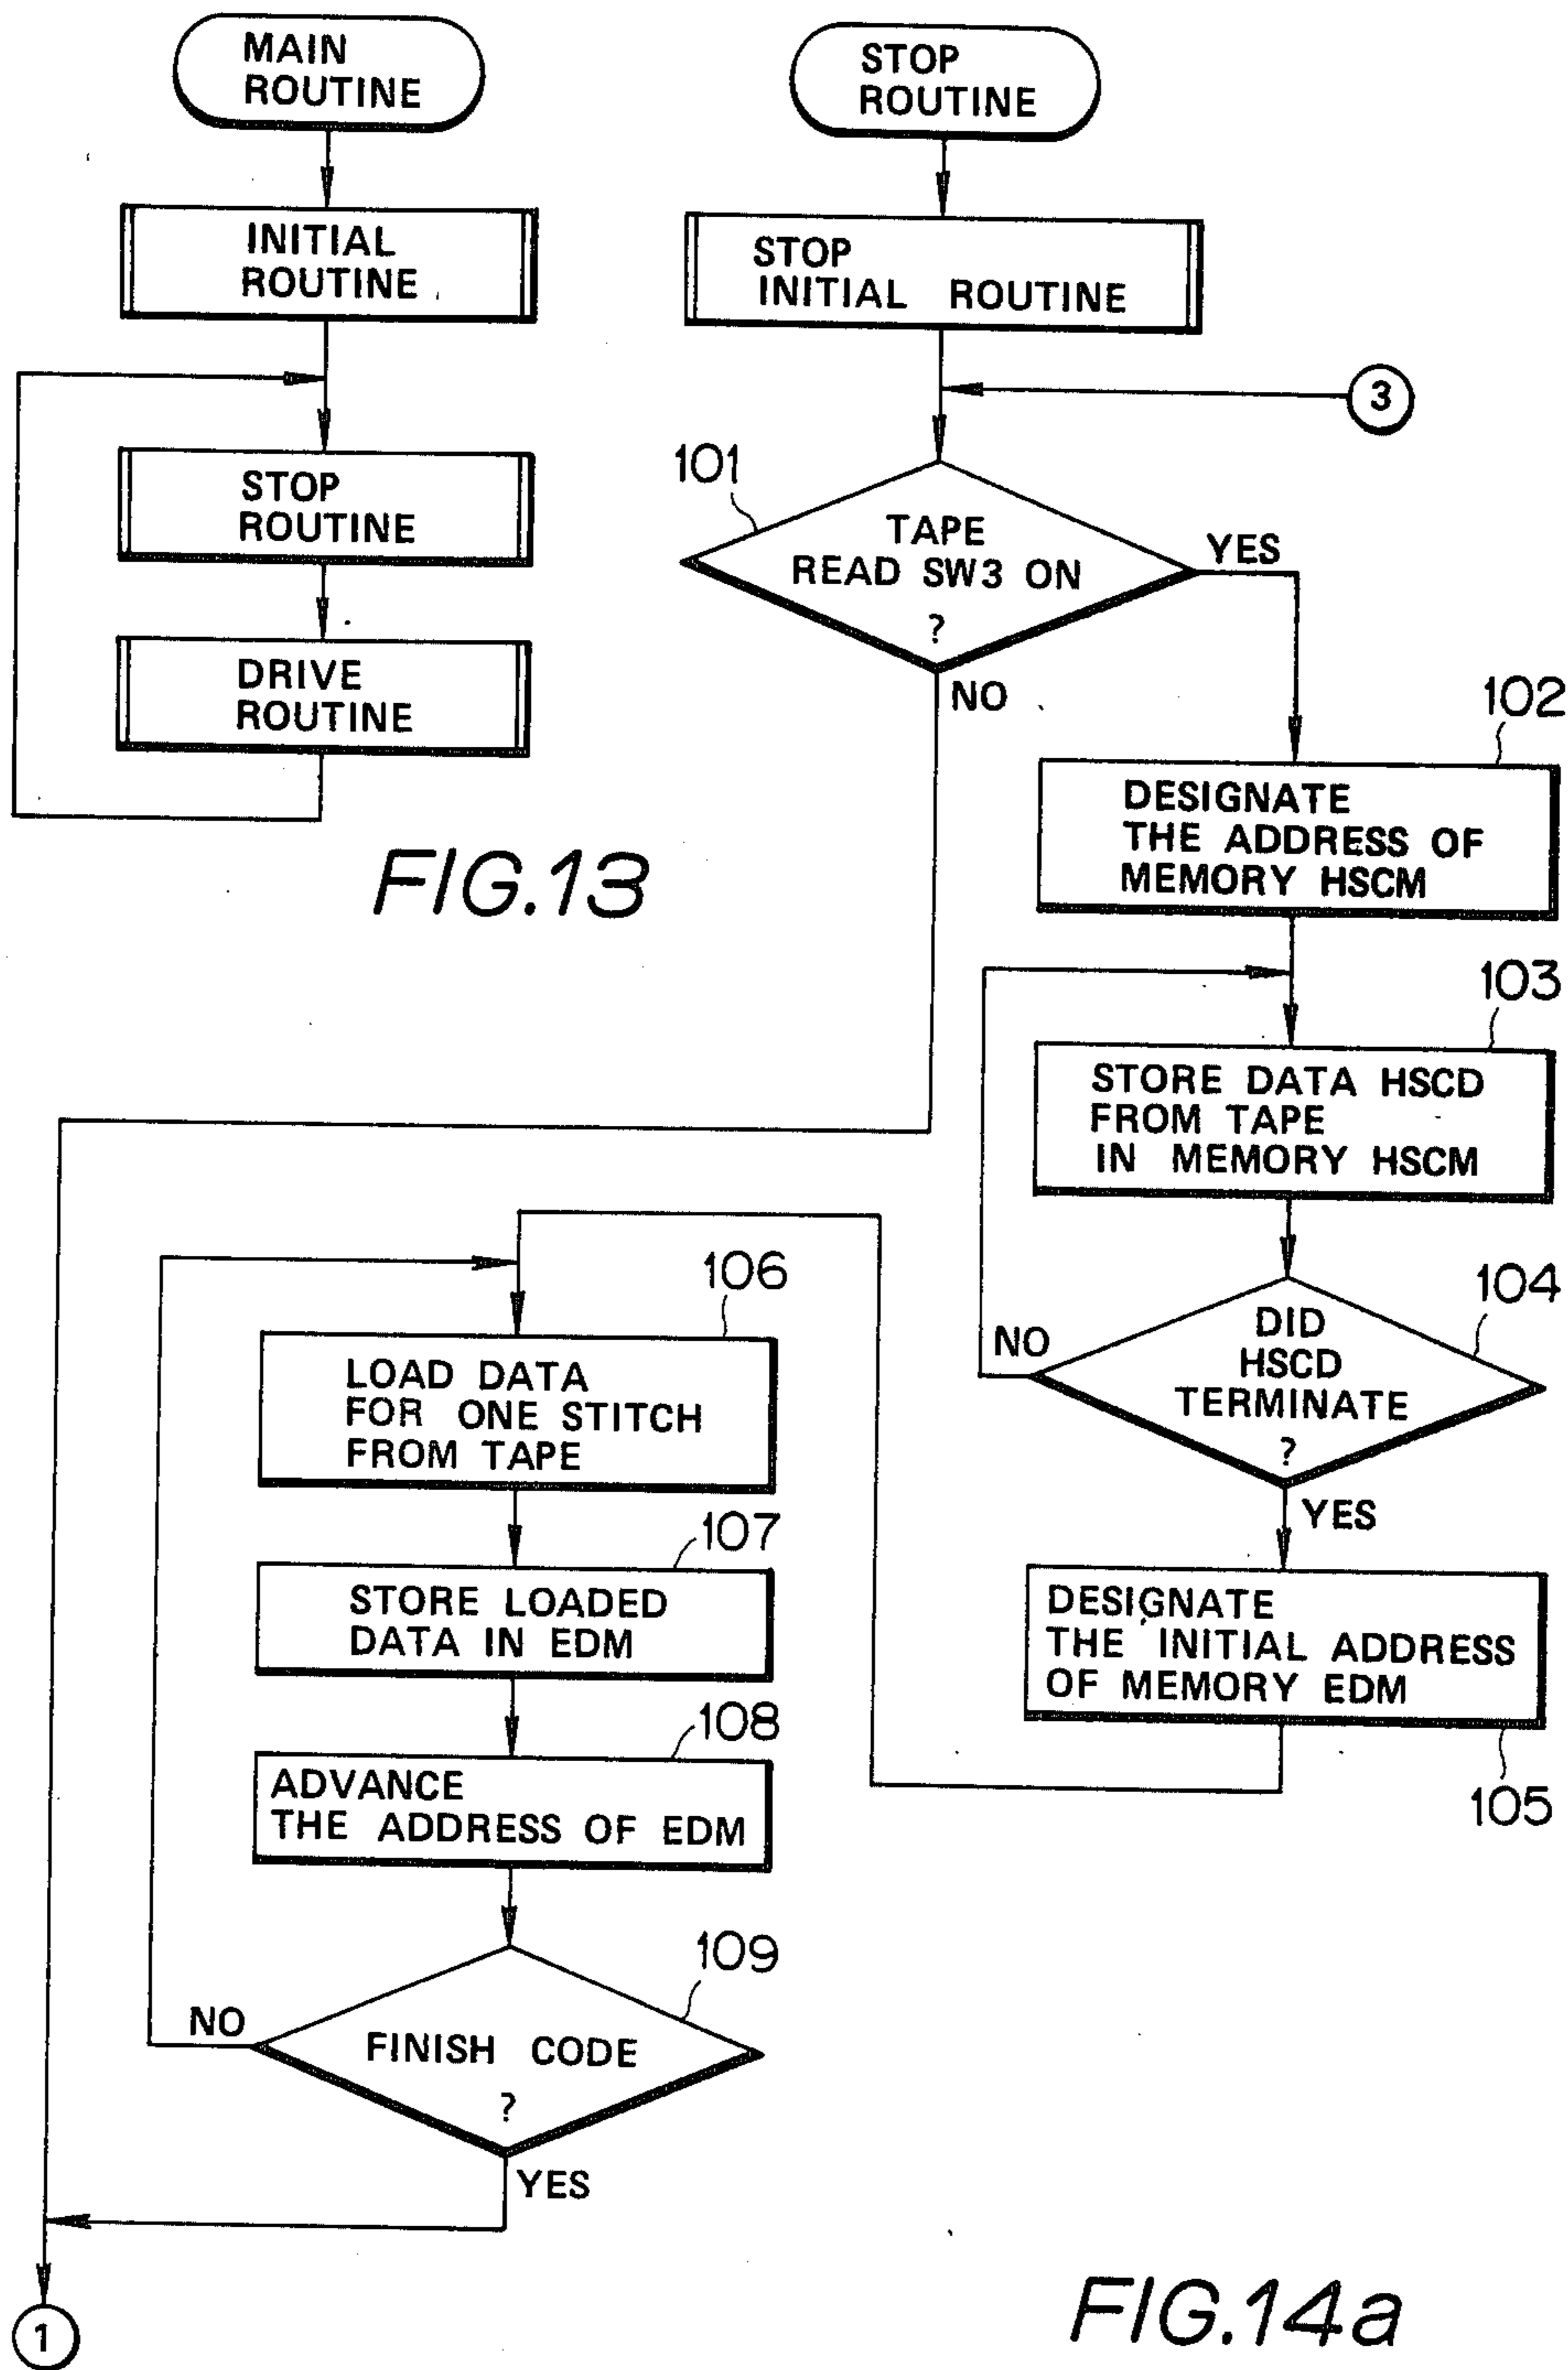 MAIN
ROUTINE
INITIAL
ROUTINE
STOP
ROUTINE
DRIVE
ROUTINE
FIG.13
STOP
ROUTINE
STOP
INITIAL ROUTINE
3
101
TAPE
READ SW3 ON
?
YES
NO
102
DESIGNATE
THE ADDRESS OF
MEMORY HSCM
103
STORE DATA HSCD
FROM TAPE
IN MEMORY HSCM
104
DID
HSCD
TERMINATE
?
NO
YES
DESIGNATE
THE INITIAL ADDRESS
OF MEMORY EDM
105
106
LOAD DATA
FOR ONE STITCH
FROM TAPE
107
STORE LOADED
DATA IN EDM
108
ADVANCE
THE ADDRESS OF EDM
109
FINISH CODE
?
NO
YES
1
FIG.14a